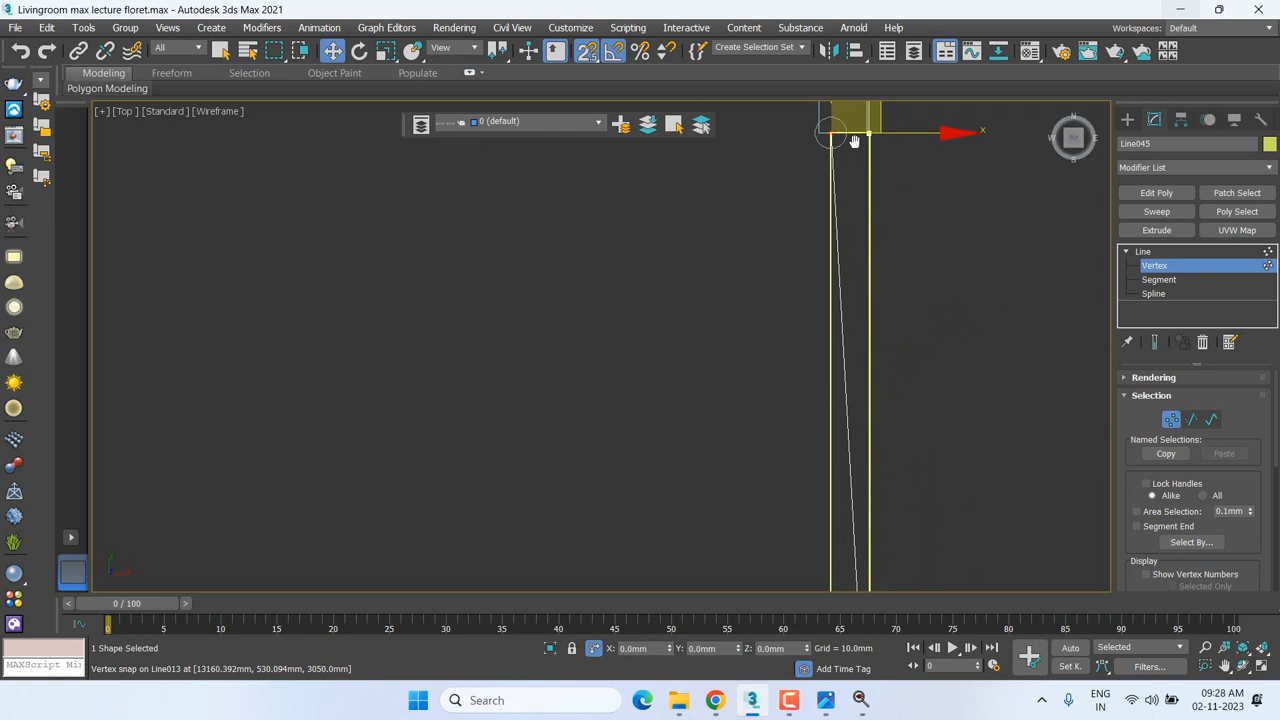 Livingroom max lecture floret.max - Autodesk 3ds Max 2021
File Edit Tools Group Views Create Modifiers Animation Graph Editors Rendering Civil View Customize Scripting Interactive Content Substance Arnold Help
Workspaces: Default
All View Create Selection Set
Modeling Freeform Selection Object Paint Populate
Polygon Modeling
[+] [Top ] [Standard ] [Wireframe ]
0 (default)
x
N
W
S
Line045
Modifier List
Edit Poly Patch Select
Sweep Poly Select
Extrude UVW Map
Line
Vertex
Segment
Spline
Rendering
Selection
Named Selections:
Copy Paste
Lock Handles
Alike All
Area Selection: 0.1mm
Segment End
Select By...
Display
Show Vertex Numbers
Selected Only
0 / 100
0 5 10 15 20 25 30 35 40 45 50 55 60 65 70 75 80 85 90 95 100
1 Shape Selected
X: 0.0mm Y: 0.0mm Z: 0.0mm Grid = 10.0mm
Auto Selected
MAXScript Mi
Vertex snap on Line013 at [13160.392mm, 530.094mm, 3050.0mm]
Add Time Tag
0
Set K. Filters...
Search
ENG
IN
09:28 AM
02-11-2023